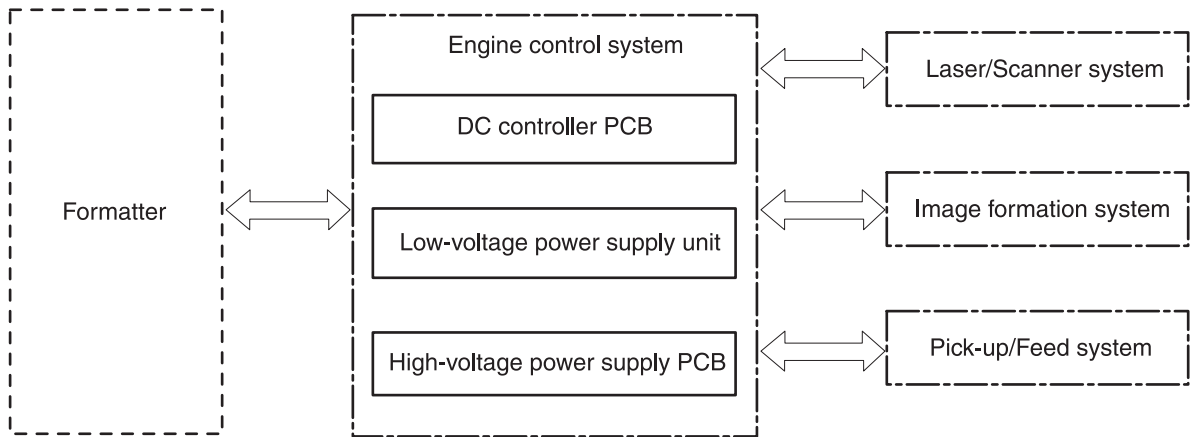 Formatter
Engine control system
DC controller PCB
Low-voltage power supply unit
High-voltage power supply PCB
Laser/Scanner system
Image formation system
Pick-up/Feed system